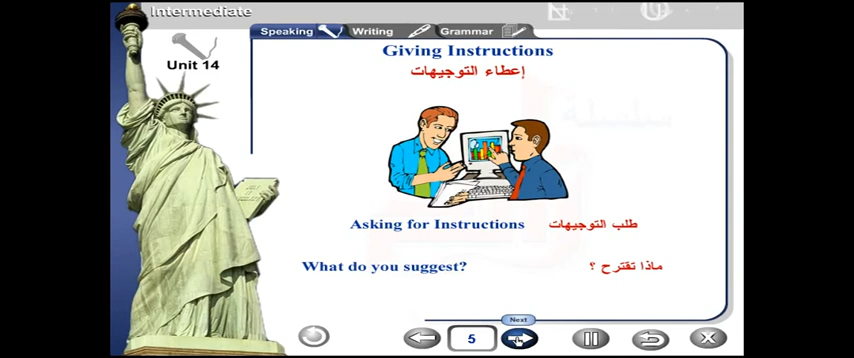 Intermediate
Unit 14
Speaking
Writing
Grammar
Giving Instructions
إعطاء التوجيهات
Asking for Instructions طلب التوجيهات
What do you suggest? ماذا تقترح ؟
Next
5